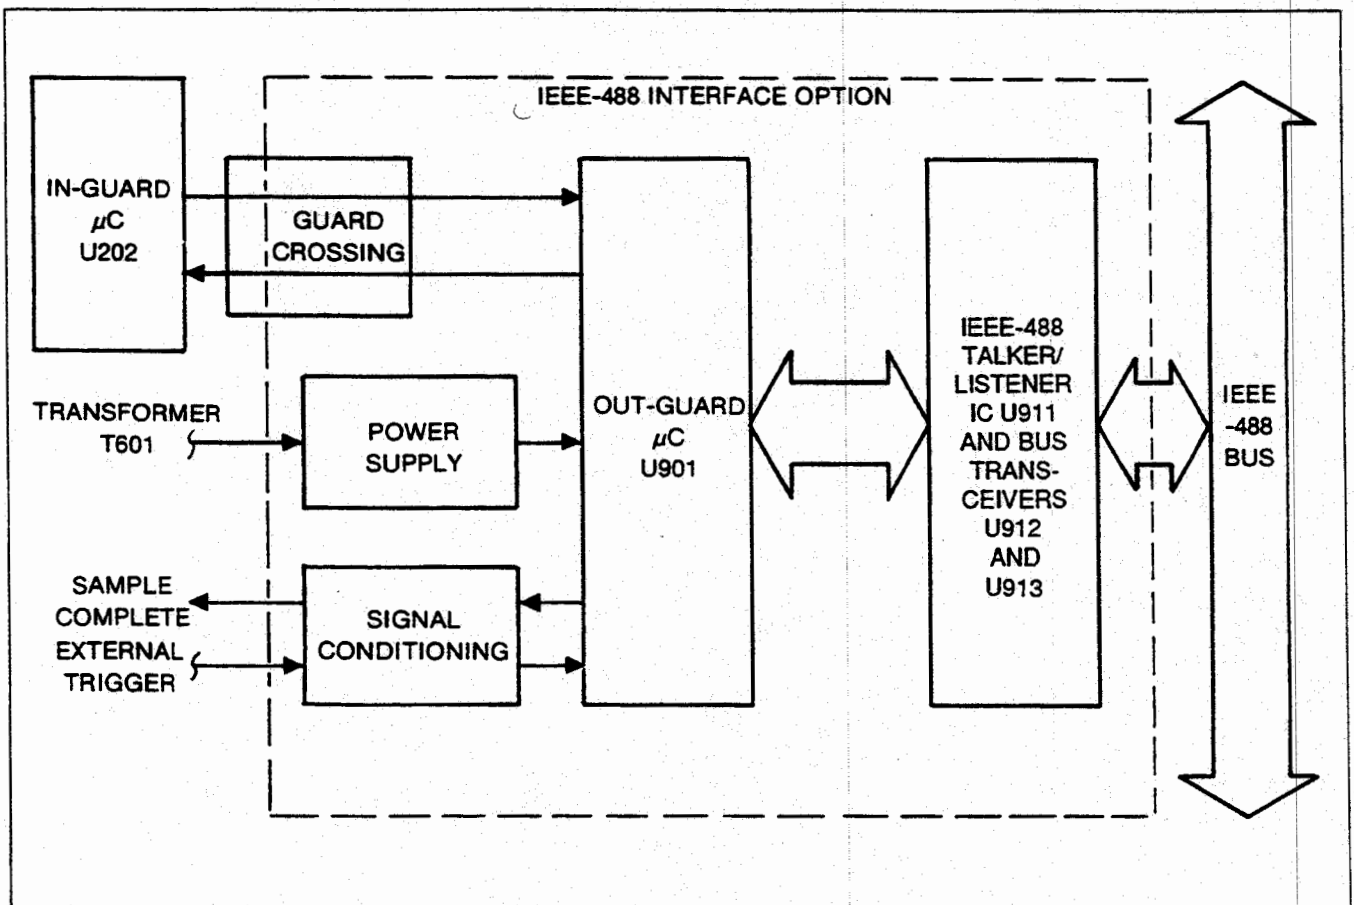 IEEE-488 INTERFACE OPTION
IN-GUARD
μC
U202
GUARD
CROSSING
TRANSFORMER
T601
POWER
SUPPLY
SAMPLE
COMPLETE
EXTERNAL
TRIGGER
SIGNAL
CONDITIONING
OUT-GUARD
μC
U901
IEEE-488
TALKER/
LISTENER
IC U911
AND BUS
TRANS-
CEIVERS
U912
AND
U913
IEEE
-488
BUS